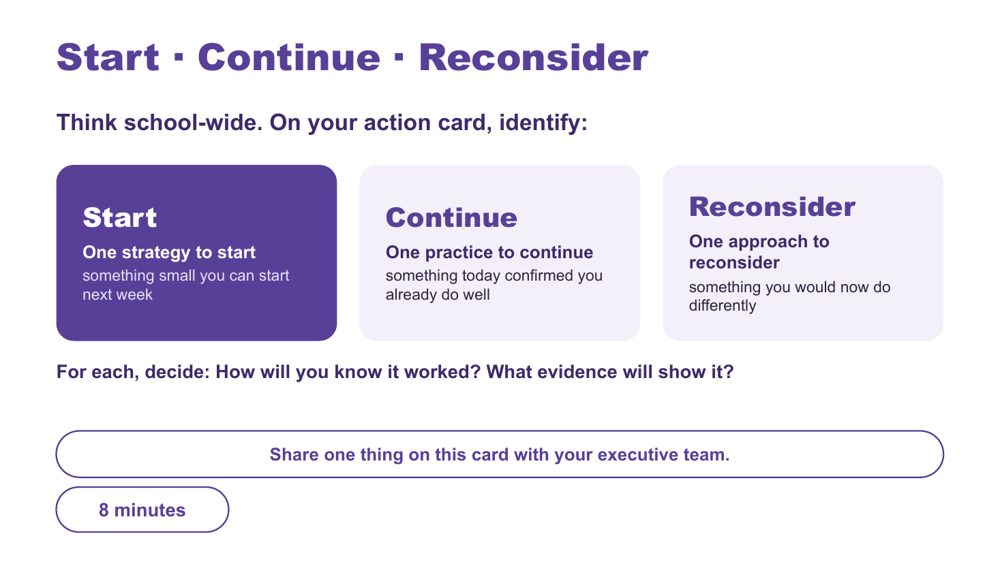 Start · Continue · Reconsider
Think school-wide. On your action card, identify:
Start
One strategy to start
something small you can start
next week
Continue
One practice to continue
something today confirmed you
already do well
Reconsider
One approach to
reconsider
something you would now do
differently
For each, decide: How will you know it worked? What evidence will show it?
Share one thing on this card with your executive team.
8 minutes